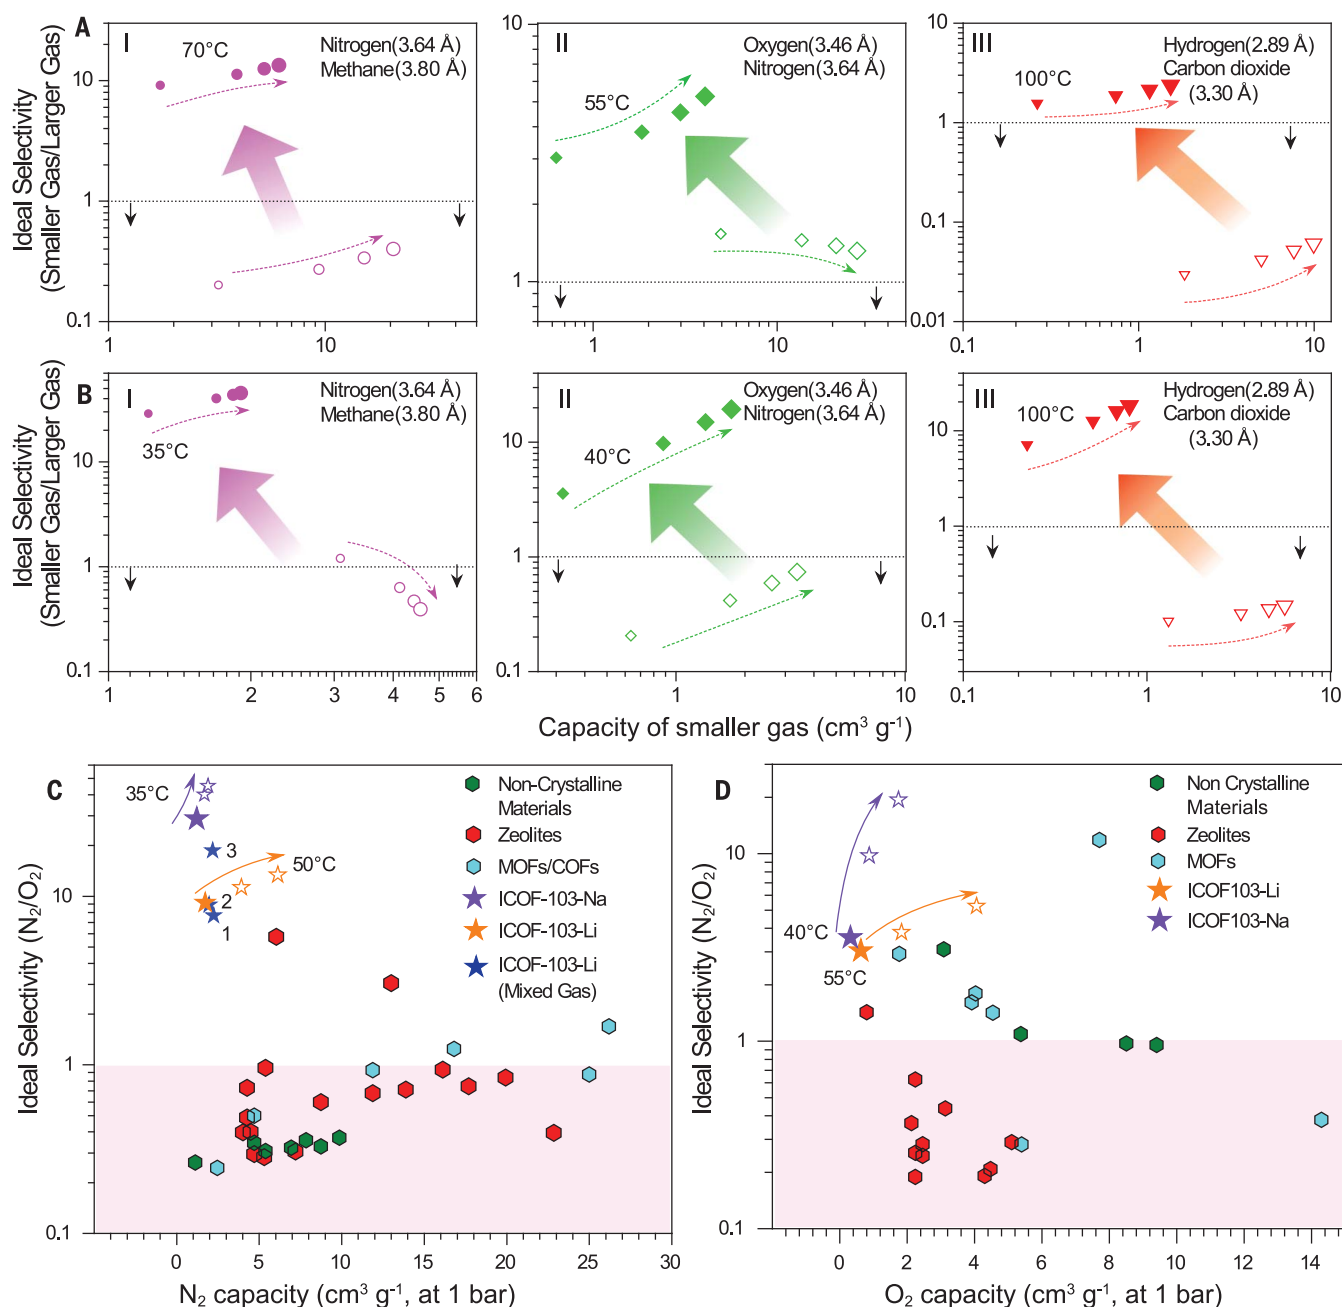 A
I
70°C
Nitrogen(3.64 Å)
Methane(3.80 Å)
10
1
0.1
1
10
Ideal Selectivity
(Smaller Gas/Larger Gas)
II
55°C
Oxygen(3.46 Å)
Nitrogen(3.64 Å)
10
1
1
10
III
100°C
Hydrogen(2.89 Å)
Carbon dioxide
(3.30 Å)
10
1
0.1
0.01
0.1
1
10
B
I
35°C
Nitrogen(3.64 Å)
Methane(3.80 Å)
10
1
0.1
1
2
3
4
5
6
Ideal Selectivity
(Smaller Gas/Larger Gas)
II
40°C
Oxygen(3.46 Å)
Nitrogen(3.64 Å)
10
1
0.1
1
10
III
100°C
Hydrogen(2.89 Å)
Carbon dioxide
(3.30 Å)
10
1
0.1
0.1
1
10
Capacity of smaller gas (cm³ g⁻¹)
C
35°C
3
50°C
2
1
Non-Crystalline
Materials
Zeolites
MOFs/COFs
ICOF-103-Na
ICOF-103-Li
ICOF-103-Li
(Mixed Gas)
10
1
0.1
0
5
10
15
20
25
30
Ideal Selectivity (N₂/O₂)
N₂ capacity (cm³ g⁻¹, at 1 bar)
D
40°C
55°C
Non Crystalline
Materials
Zeolites
MOFs
ICOF103-Li
ICOF103-Na
10
1
0.1
0
2
4
6
8
10
12
14
Ideal Selectivity (N₂/O₂)
O₂ capacity (cm³ g⁻¹, at 1 bar)